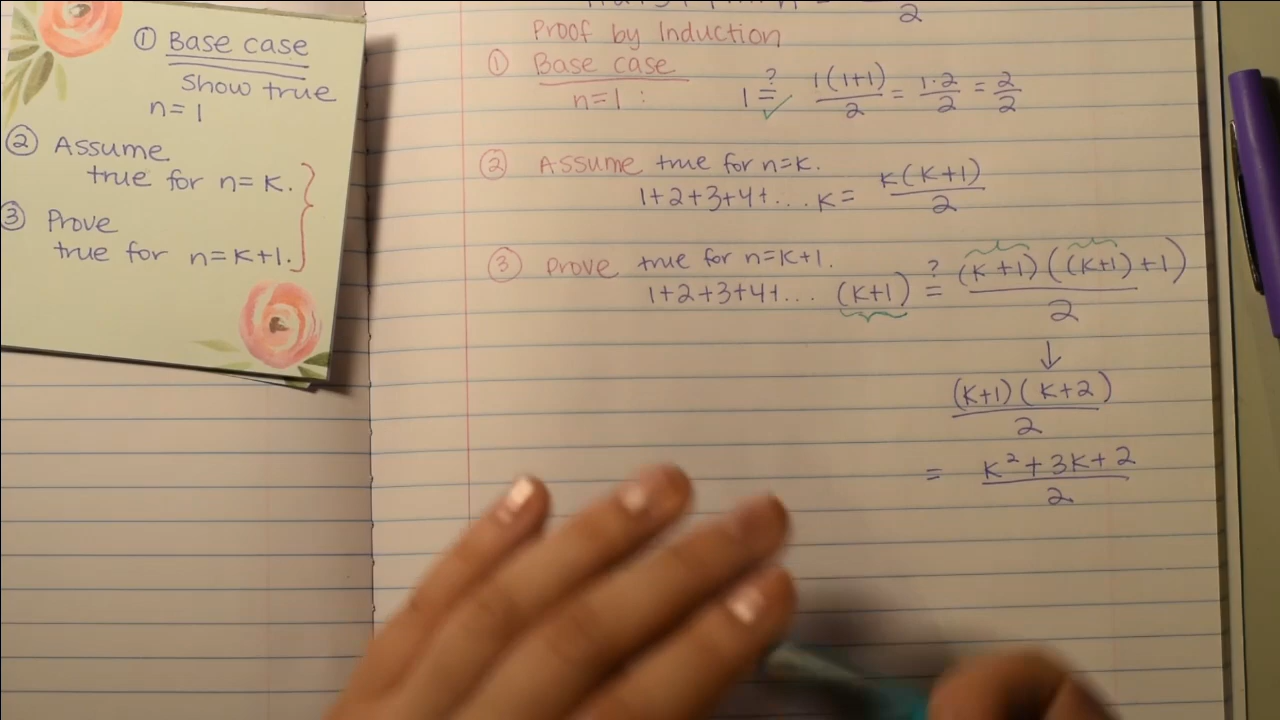 ① Base case
Show true
n=1
② Assume
true for n=K.
③ Prove
true for n=K+1.
2
Proof by Induction
① Base case
n=1 : 1 ?= 1(1+1)/2 = 1·2/2 = 2/2
② Assume true for n=K.
1+2+3+4+... K = K(K+1)/2
③ Prove true for n=K+1.
1+2+3+4+... (K+1) ?= (K+1)((K+1)+1)/2
↓
(K+1)(K+2)/2
= K²+3K+2/2